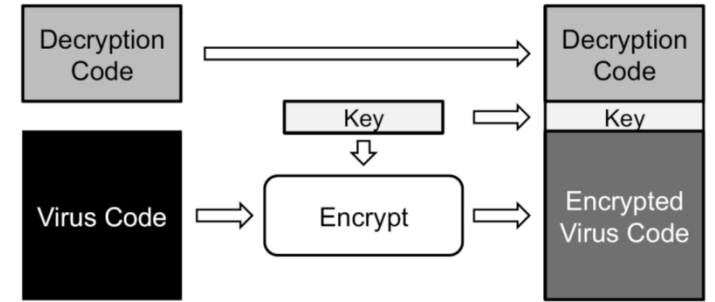 Decryption
Code
Decryption
Code
Key
Key
Virus Code
Encrypt
Encrypted
Virus Code